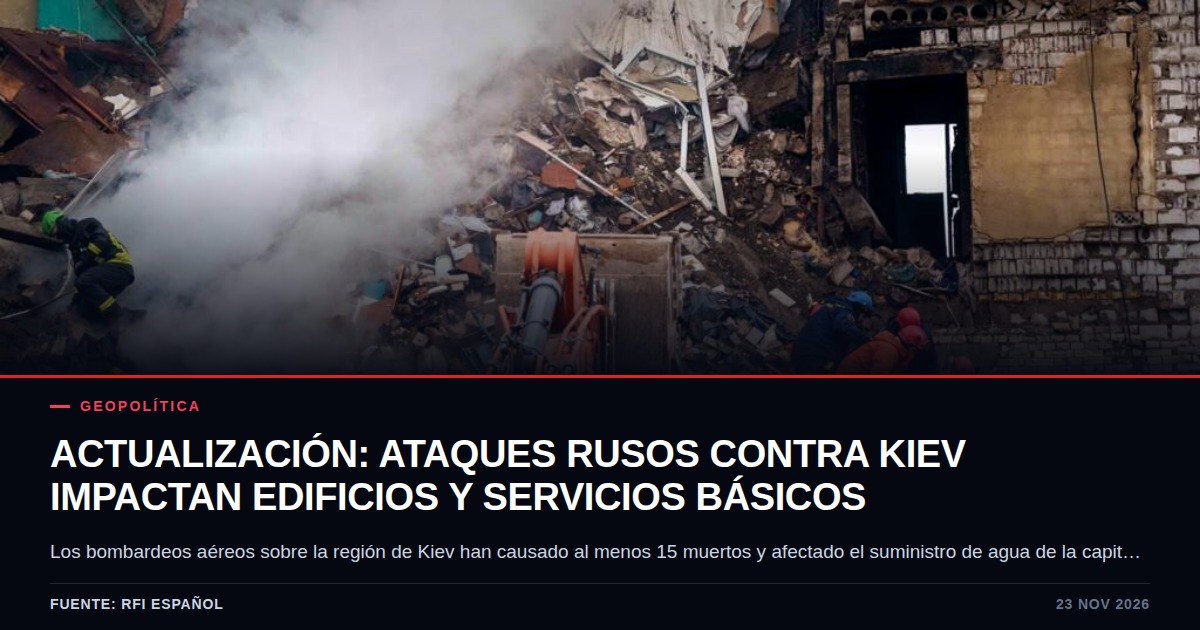 GEOPOLÍTICA
ACTUALIZACIÓN: ATAQUES RUSOS CONTRA KIEV
IMPACTAN EDIFICIOS Y SERVICIOS BÁSICOS
Los bombardeos aéreos sobre la región de Kiev han causado al menos 15 muertos y afectado el suministro de agua de la capit…
FUENTE: RFI ESPAÑOL
23 NOV 2026